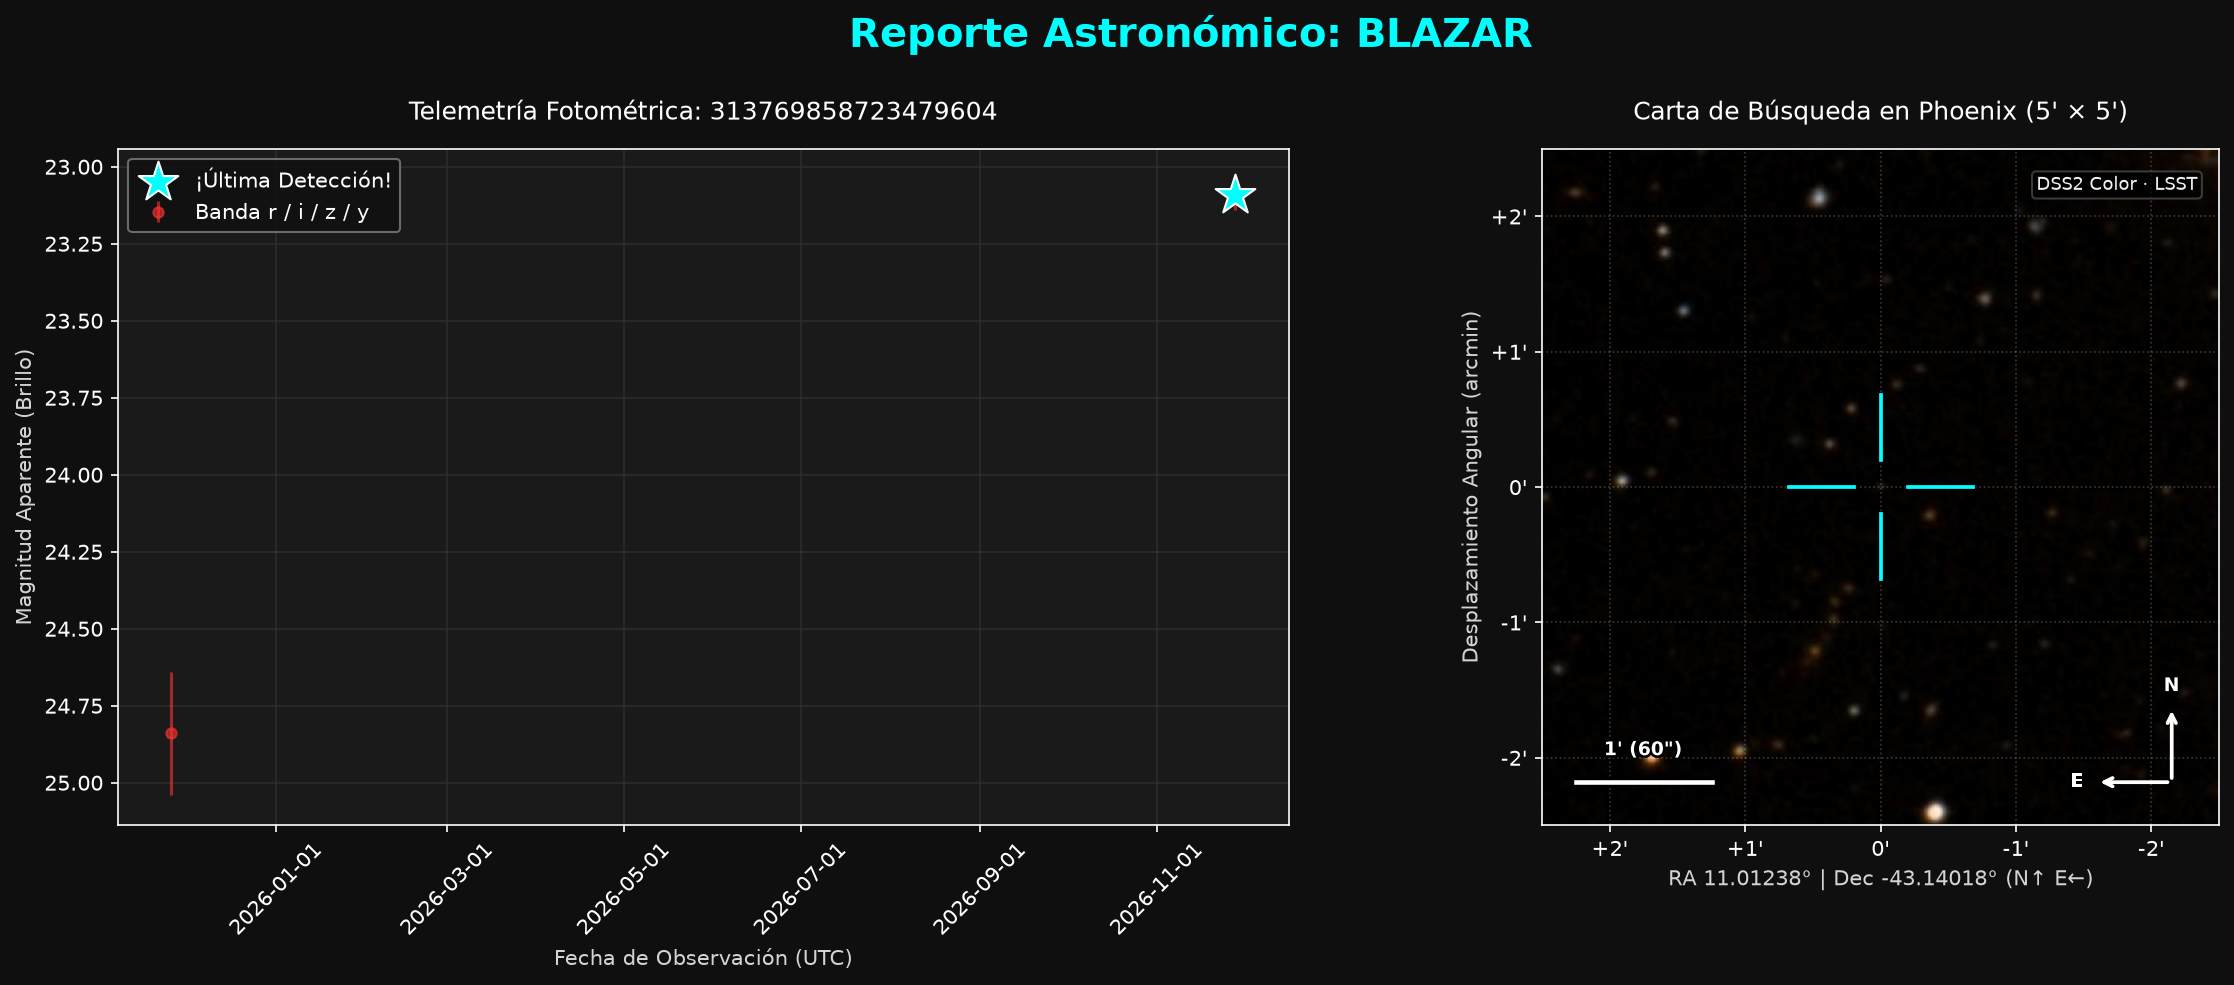 Reporte Astronómico: BLAZAR
Telemetría Fotométrica: 313769858723479604
¡Última Detección!
Banda r / i / z / y
Magnitud Aparente (Brillo)
23.00
23.25
23.50
23.75
24.00
24.25
24.50
24.75
25.00
2026-01-01
2026-03-01
2026-05-01
2026-07-01
2026-09-01
2026-11-01
Fecha de Observación (UTC)
Carta de Búsqueda en Phoenix (5' × 5')
DSS2 Color · LSST
Desplazamiento Angular (arcmin)
+2'
+1'
0'
-1'
-2'
N
E
1' (60")
+2'
+1'
0'
-1'
-2'
RA 11.01238° | Dec -43.14018° (N↑ E←)